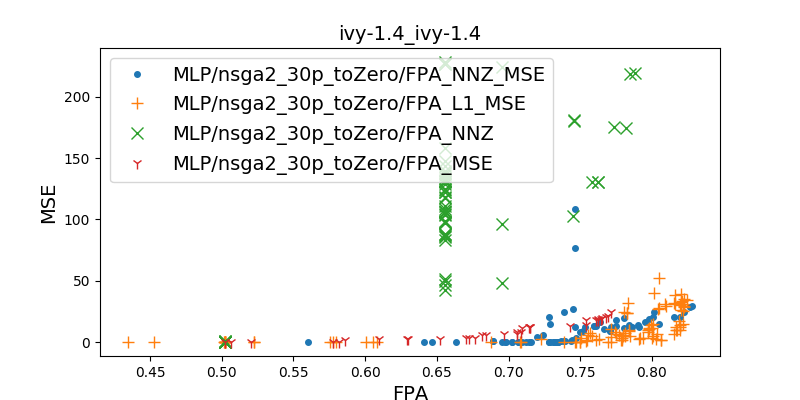 ivy-1.4_ivy-1.4
MLP/nsga2_30p_toZero/FPA_NNZ_MSE
MLP/nsga2_30p_toZero/FPA_L1_MSE
MLP/nsga2_30p_toZero/FPA_NNZ
MLP/nsga2_30p_toZero/FPA_MSE
MSE
200
150
100
50
0
0.45 0.50 0.55 0.60 0.65 0.70 0.75 0.80
FPA